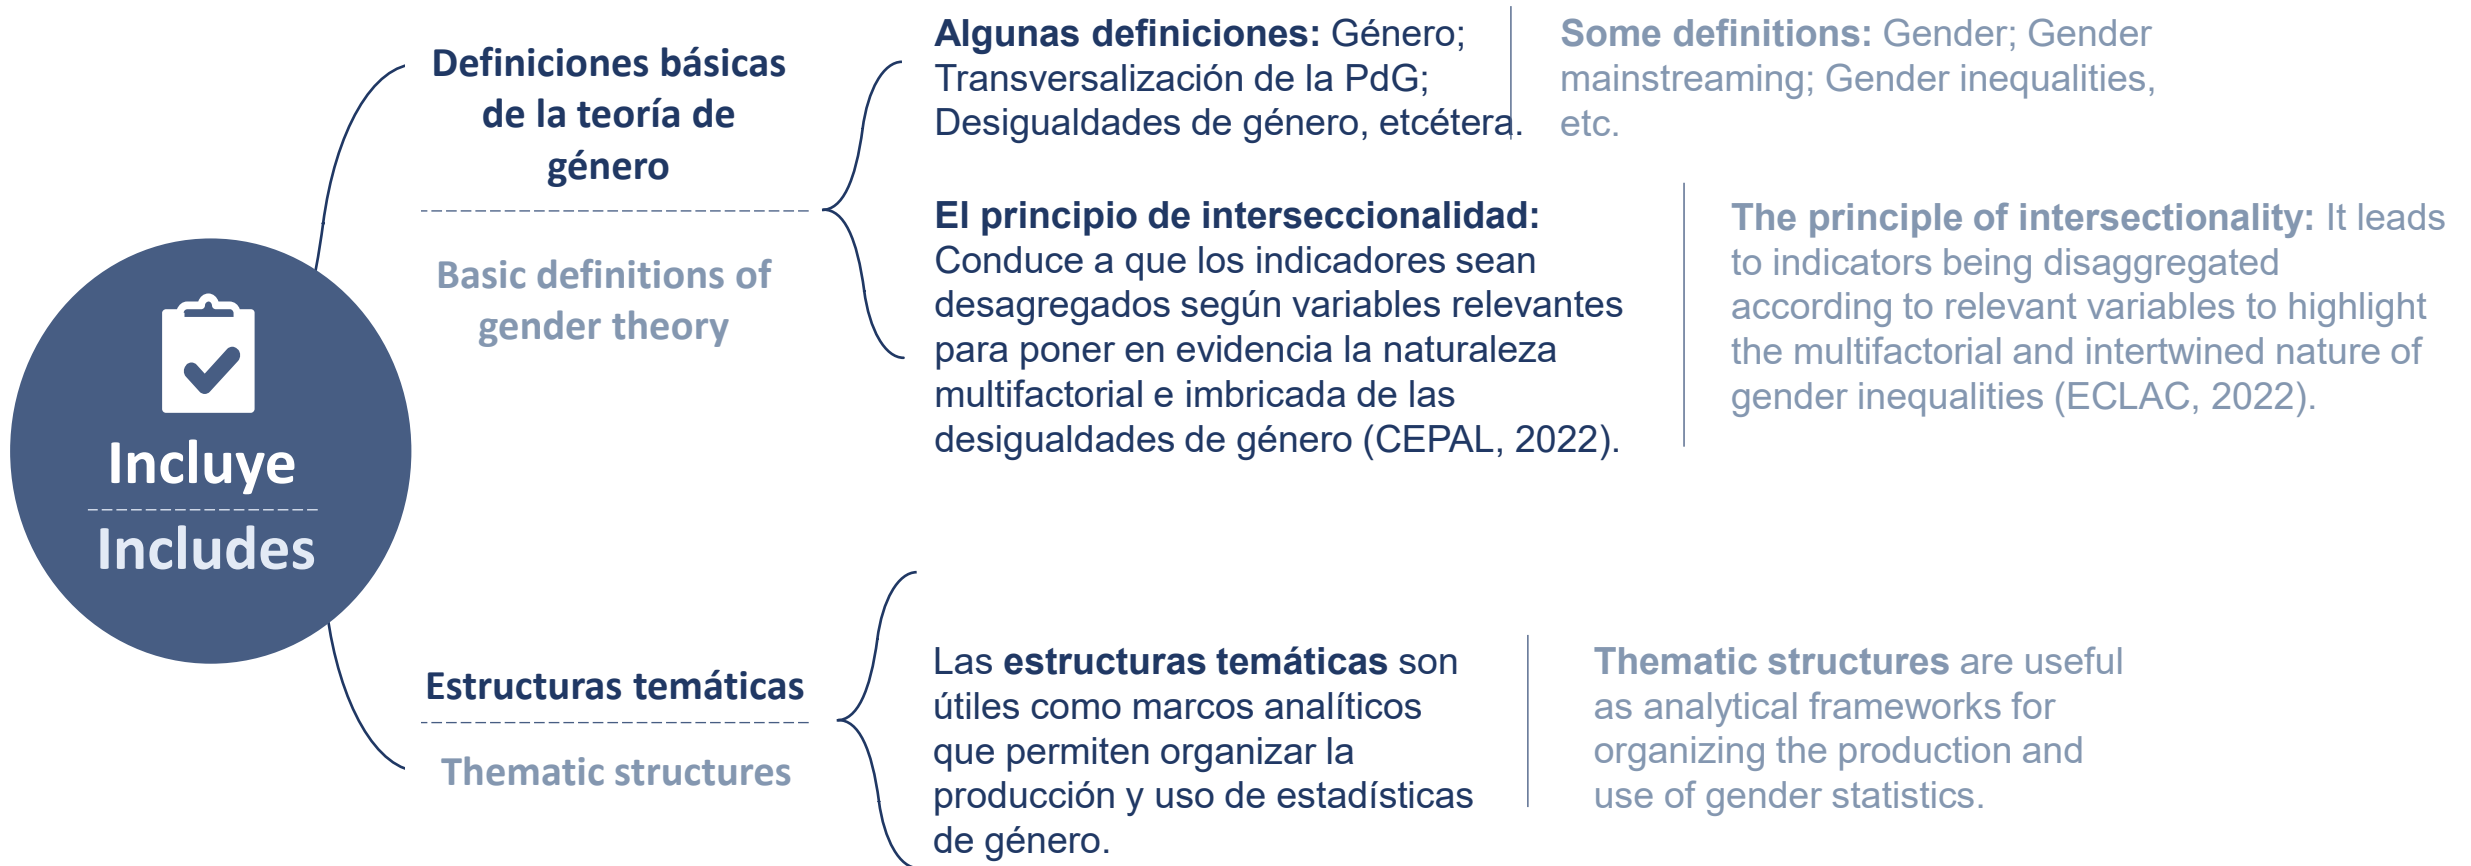 Incluye
Includes
Definiciones básicas
de la teoría de
género
Basic definitions of
gender theory
Algunas definiciones: Género;
Transversalización de la PdG;
Desigualdades de género, etcétera.
Some definitions: Gender; Gender
mainstreaming; Gender inequalities,
etc.
El principio de interseccionalidad:
Conduce a que los indicadores sean
desagregados según variables relevantes
para poner en evidencia la naturaleza
multifactorial e imbricada de las
desigualdades de género (CEPAL, 2022).
The principle of intersectionality: It leads
to indicators being disaggregated
according to relevant variables to highlight
the multifactorial and intertwined nature of
gender inequalities (ECLAC, 2022).
Estructuras temáticas
Thematic structures
Las estructuras temáticas son
útiles como marcos analíticos
que permiten organizar la
producción y uso de estadísticas
de género.
Thematic structures are useful
as analytical frameworks for
organizing the production and
use of gender statistics.